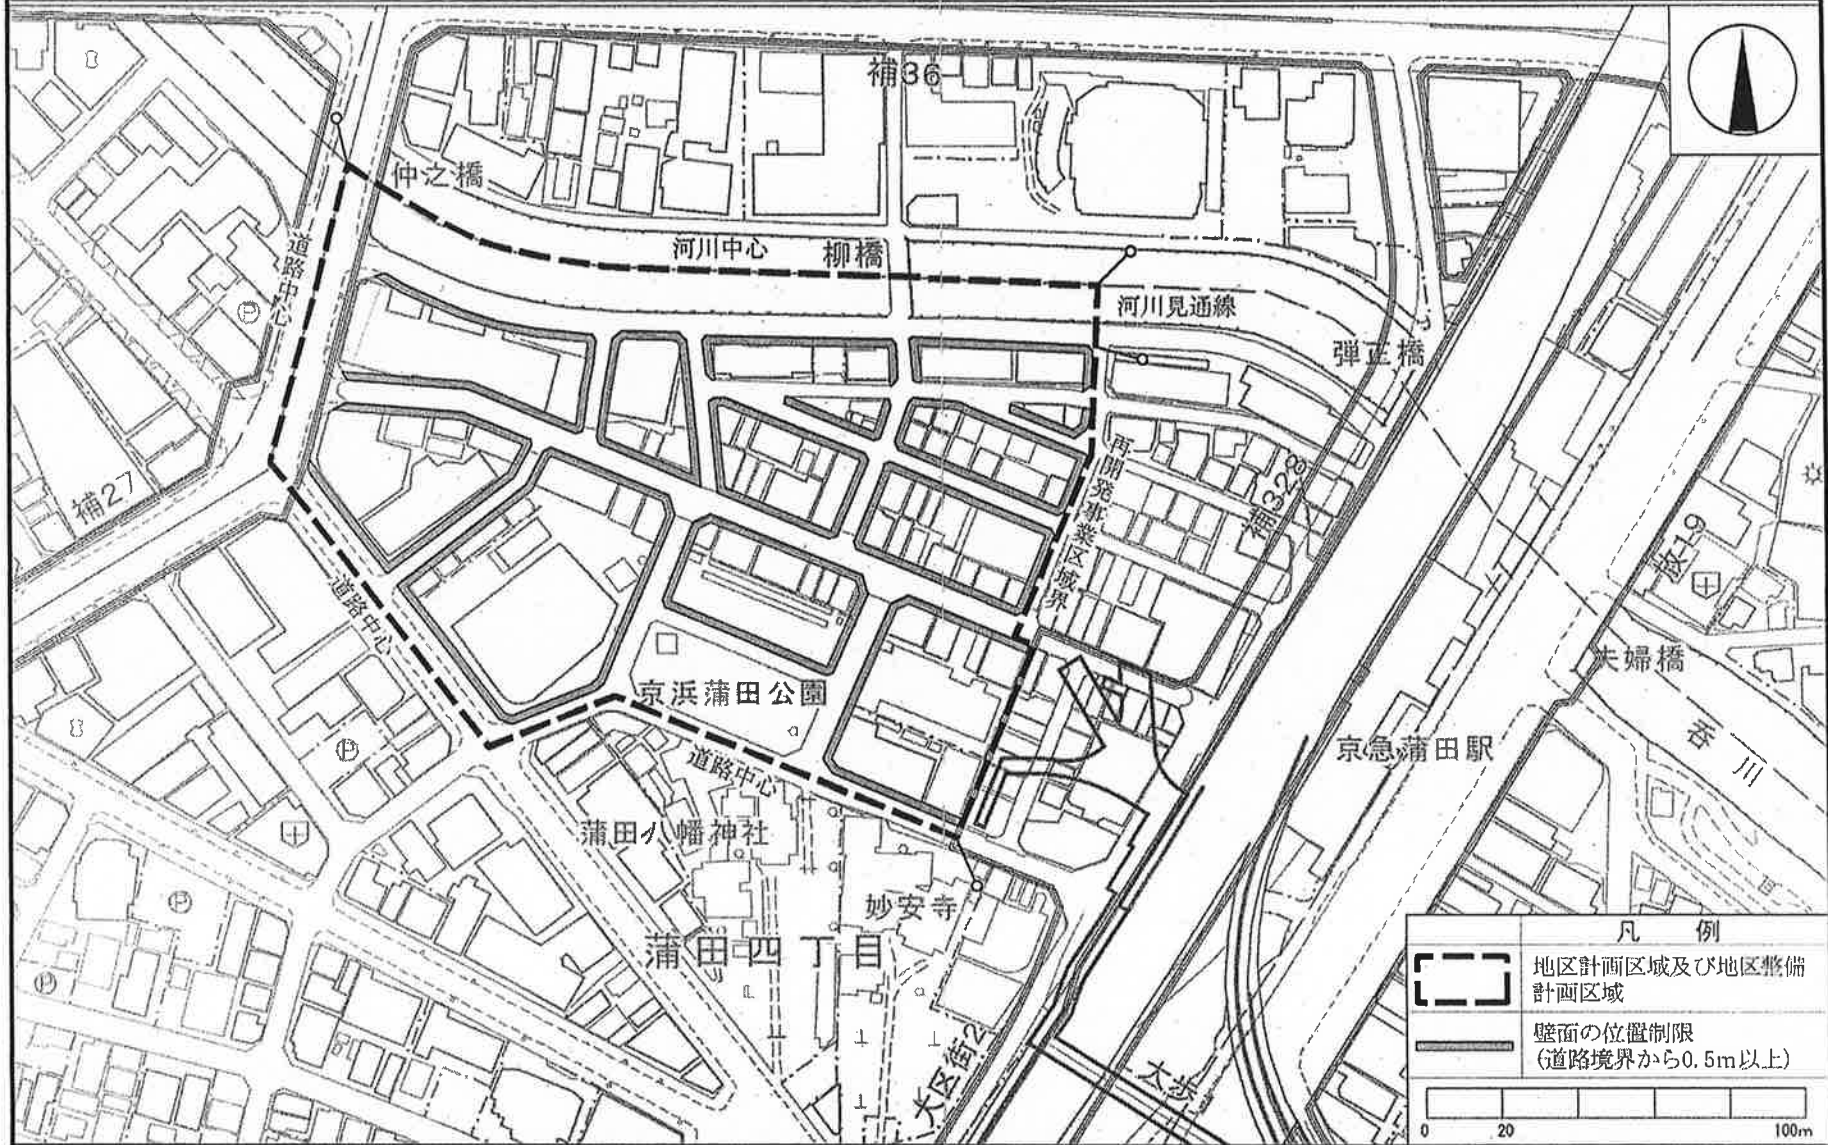 補36
仲之橋
道路中心
河川中心
柳橋
河川見通線
弾正橋
補27
再開発事業区域界
補328
政-19
道路中心
夫婦橋
京浜蒲田公園
京急蒲田駅
呑川
道路中心
蒲田八幡神社
妙安寺
蒲田四丁目
大区街2
大歩
凡 例
地区計画区域及び地区整備
計画区域
壁面の位置制限
(道路境界から0.5m以上)
0 20 100m